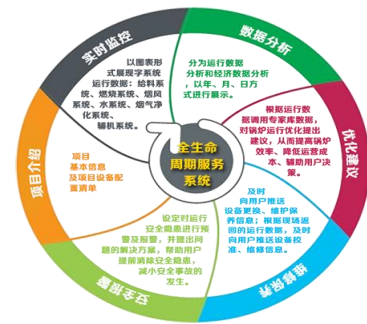 实时监控
以图表形
式展现字系统
运行数据：给料系
统、燃烧系统、烟风
系统、水系统、烟气净
化系统、
辅机系统。
数据分析
分为运行数据
分析和经济数据分析
，以年、月、日方
式进行展示。
优化建议
根据运行数
据调用专家库数据，
对锅炉运行优化提出
建议，从而提高锅炉
效率、降低运营成
本、辅助用户决
策。
维修保养
及时
向用户推送
设备更换、维护保
养信息；根据现场返
回的运行数据，及时
向用户推送设备校
准、维修信息。
安全报警
设定对运行
安全隐患进行预
警及报警，并提出问
题的解决方案，帮助用户
提前消除安全隐患，
减小安全事故的
发生。
项目介绍
项目
基本信息
及项目设备配
置清单
全生命
周期服务
系统